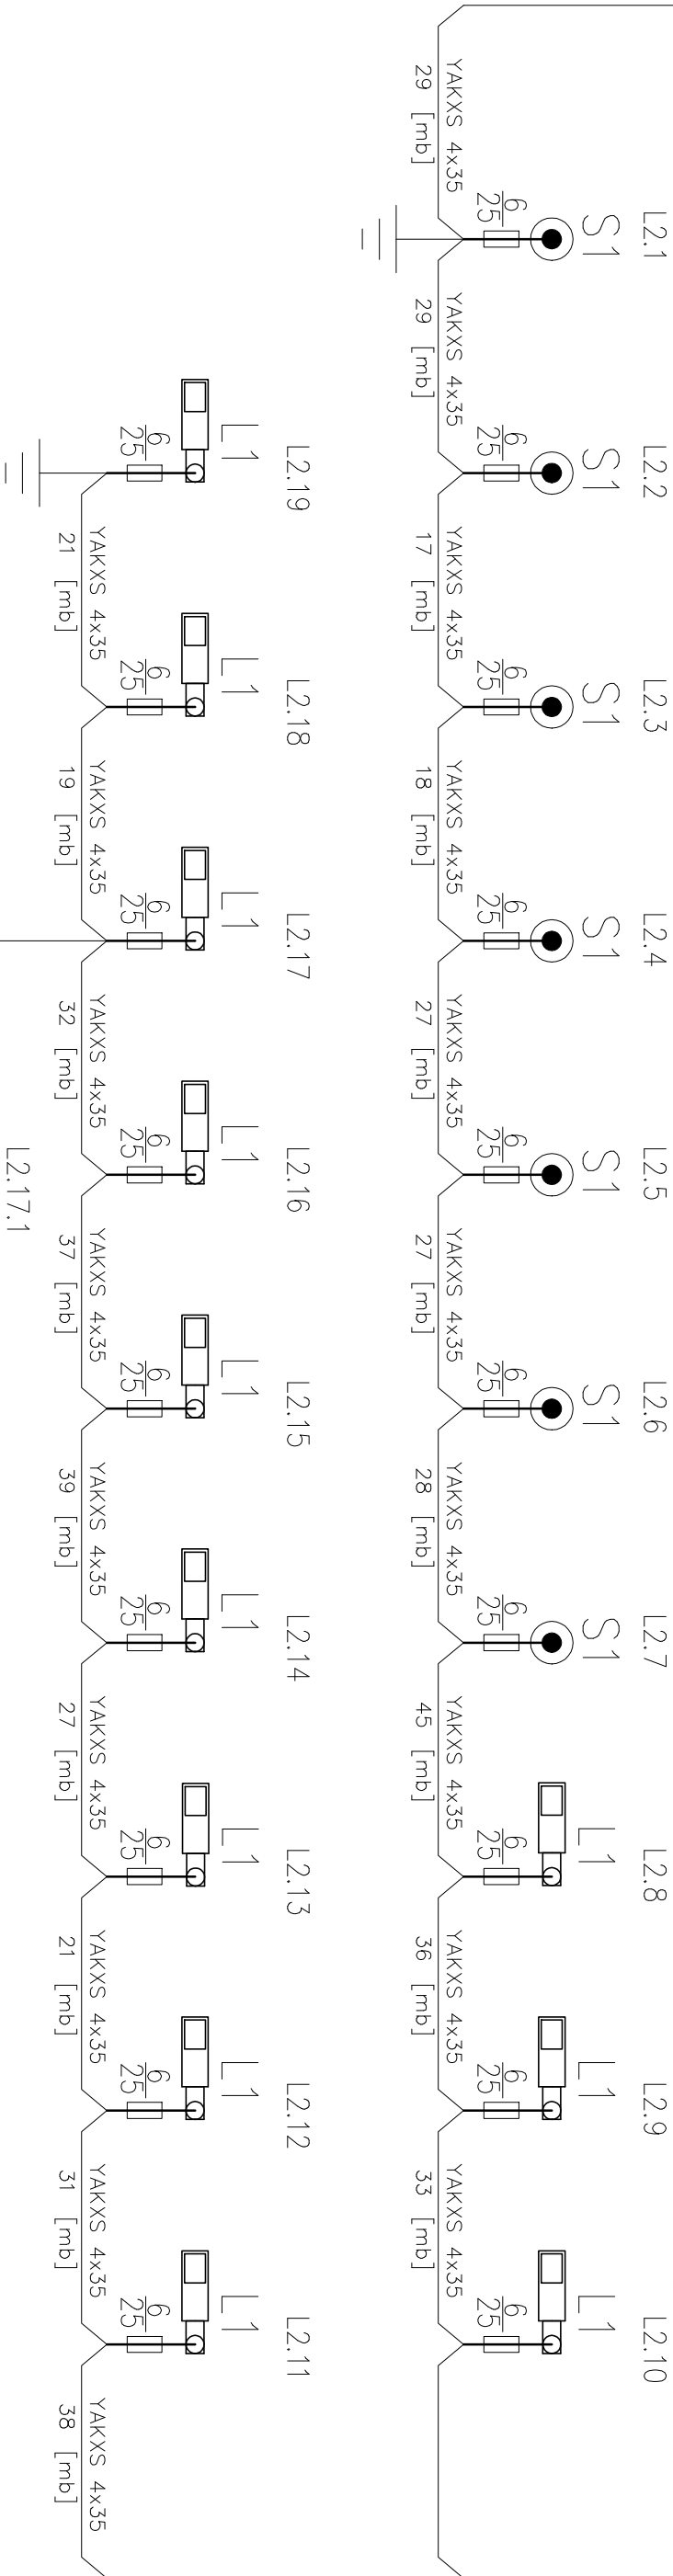 L2.1
L2.2
L2.3
L2.4
L2.5
L2.6
L2.7
L2.8
L2.9
L2.10
S1
S1
S1
S1
S1
S1
S1
L1
L1
L1
6
25
6
25
6
25
6
25
6
25
6
25
6
25
6
25
6
25
6
25
YAKXS 4x35
YAKXS 4x35
YAKXS 4x35
YAKXS 4x35
YAKXS 4x35
YAKXS 4x35
YAKXS 4x35
YAKXS 4x35
YAKXS 4x35
YAKXS 4x35
29 [mb]
29 [mb]
17 [mb]
18 [mb]
27 [mb]
27 [mb]
28 [mb]
45 [mb]
36 [mb]
33 [mb]
L2.19
L2.18
L2.17
L2.16
L2.15
L2.14
L2.13
L2.12
L2.11
L1
L1
L1
L1
L1
L1
L1
L1
L1
6
25
6
25
6
25
6
25
6
25
6
25
6
25
6
25
6
25
YAKXS 4x35
YAKXS 4x35
YAKXS 4x35
YAKXS 4x35
YAKXS 4x35
YAKXS 4x35
YAKXS 4x35
YAKXS 4x35
YAKXS 4x35
21 [mb]
19 [mb]
32 [mb]
37 [mb]
39 [mb]
27 [mb]
21 [mb]
31 [mb]
38 [mb]
L2.17.1